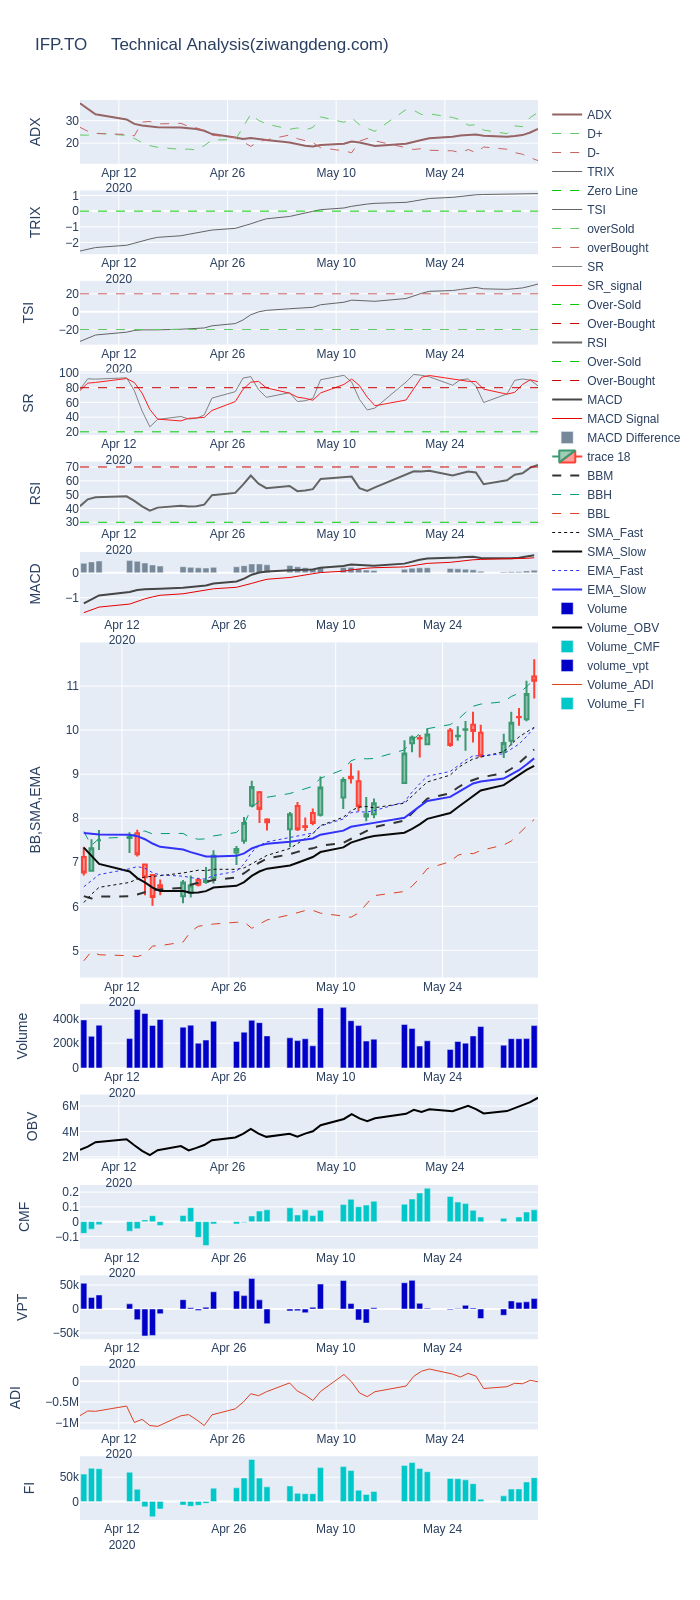 IFP.TO Technical Analysis(ziwangdeng.com)
ADX
30
20
Apr 12
2020
Apr 26
May 10
May 24
TRIX
1
0
−1
−2
Apr 12
2020
Apr 26
May 10
May 24
TSI
20
0
−20
Apr 12
2020
Apr 26
May 10
May 24
SR
100
80
60
40
20
Apr 12
2020
Apr 26
May 10
May 24
RSI
70
60
50
40
30
Apr 12
2020
Apr 26
May 10
May 24
MACD
0
−1
Apr 12
2020
Apr 26
May 10
May 24
BB,SMA,EMA
11
10
9
8
7
6
5
Apr 12
2020
Apr 26
May 10
May 24
Volume
400k
200k
0
Apr 12
2020
Apr 26
May 10
May 24
OBV
6M
4M
2M
Apr 12
2020
Apr 26
May 10
May 24
CMF
0.2
0.1
0
−0.1
Apr 12
2020
Apr 26
May 10
May 24
VPT
50k
0
−50k
Apr 12
2020
Apr 26
May 10
May 24
ADI
0
−0.5M
−1M
Apr 12
2020
Apr 26
May 10
May 24
FI
50k
0
Apr 12
2020
Apr 26
May 10
May 24
ADX
D+
D-
TRIX
Zero Line
TSI
overSold
overBought
SR
SR_signal
Over-Sold
Over-Bought
RSI
Over-Sold
Over-Bought
MACD
MACD Signal
MACD Difference
trace 18
BBM
BBH
BBL
SMA_Fast
SMA_Slow
EMA_Fast
EMA_Slow
Volume
Volume_OBV
Volume_CMF
volume_vpt
Volume_ADI
Volume_FI